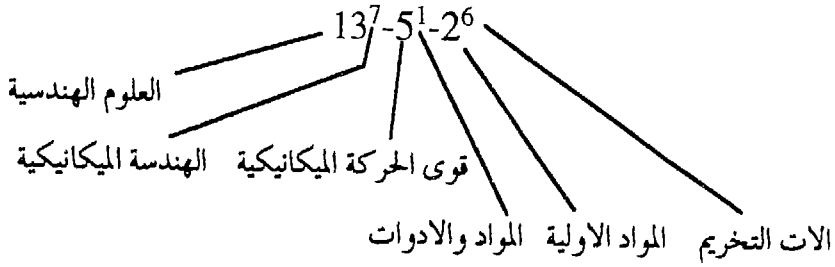 13⁷-5¹-2⁶
العلوم الهندسية
قوى الحركة الميكانيكية الهندسة الميكانيكية
الات التخريم المواد الاولية المواد والادوات